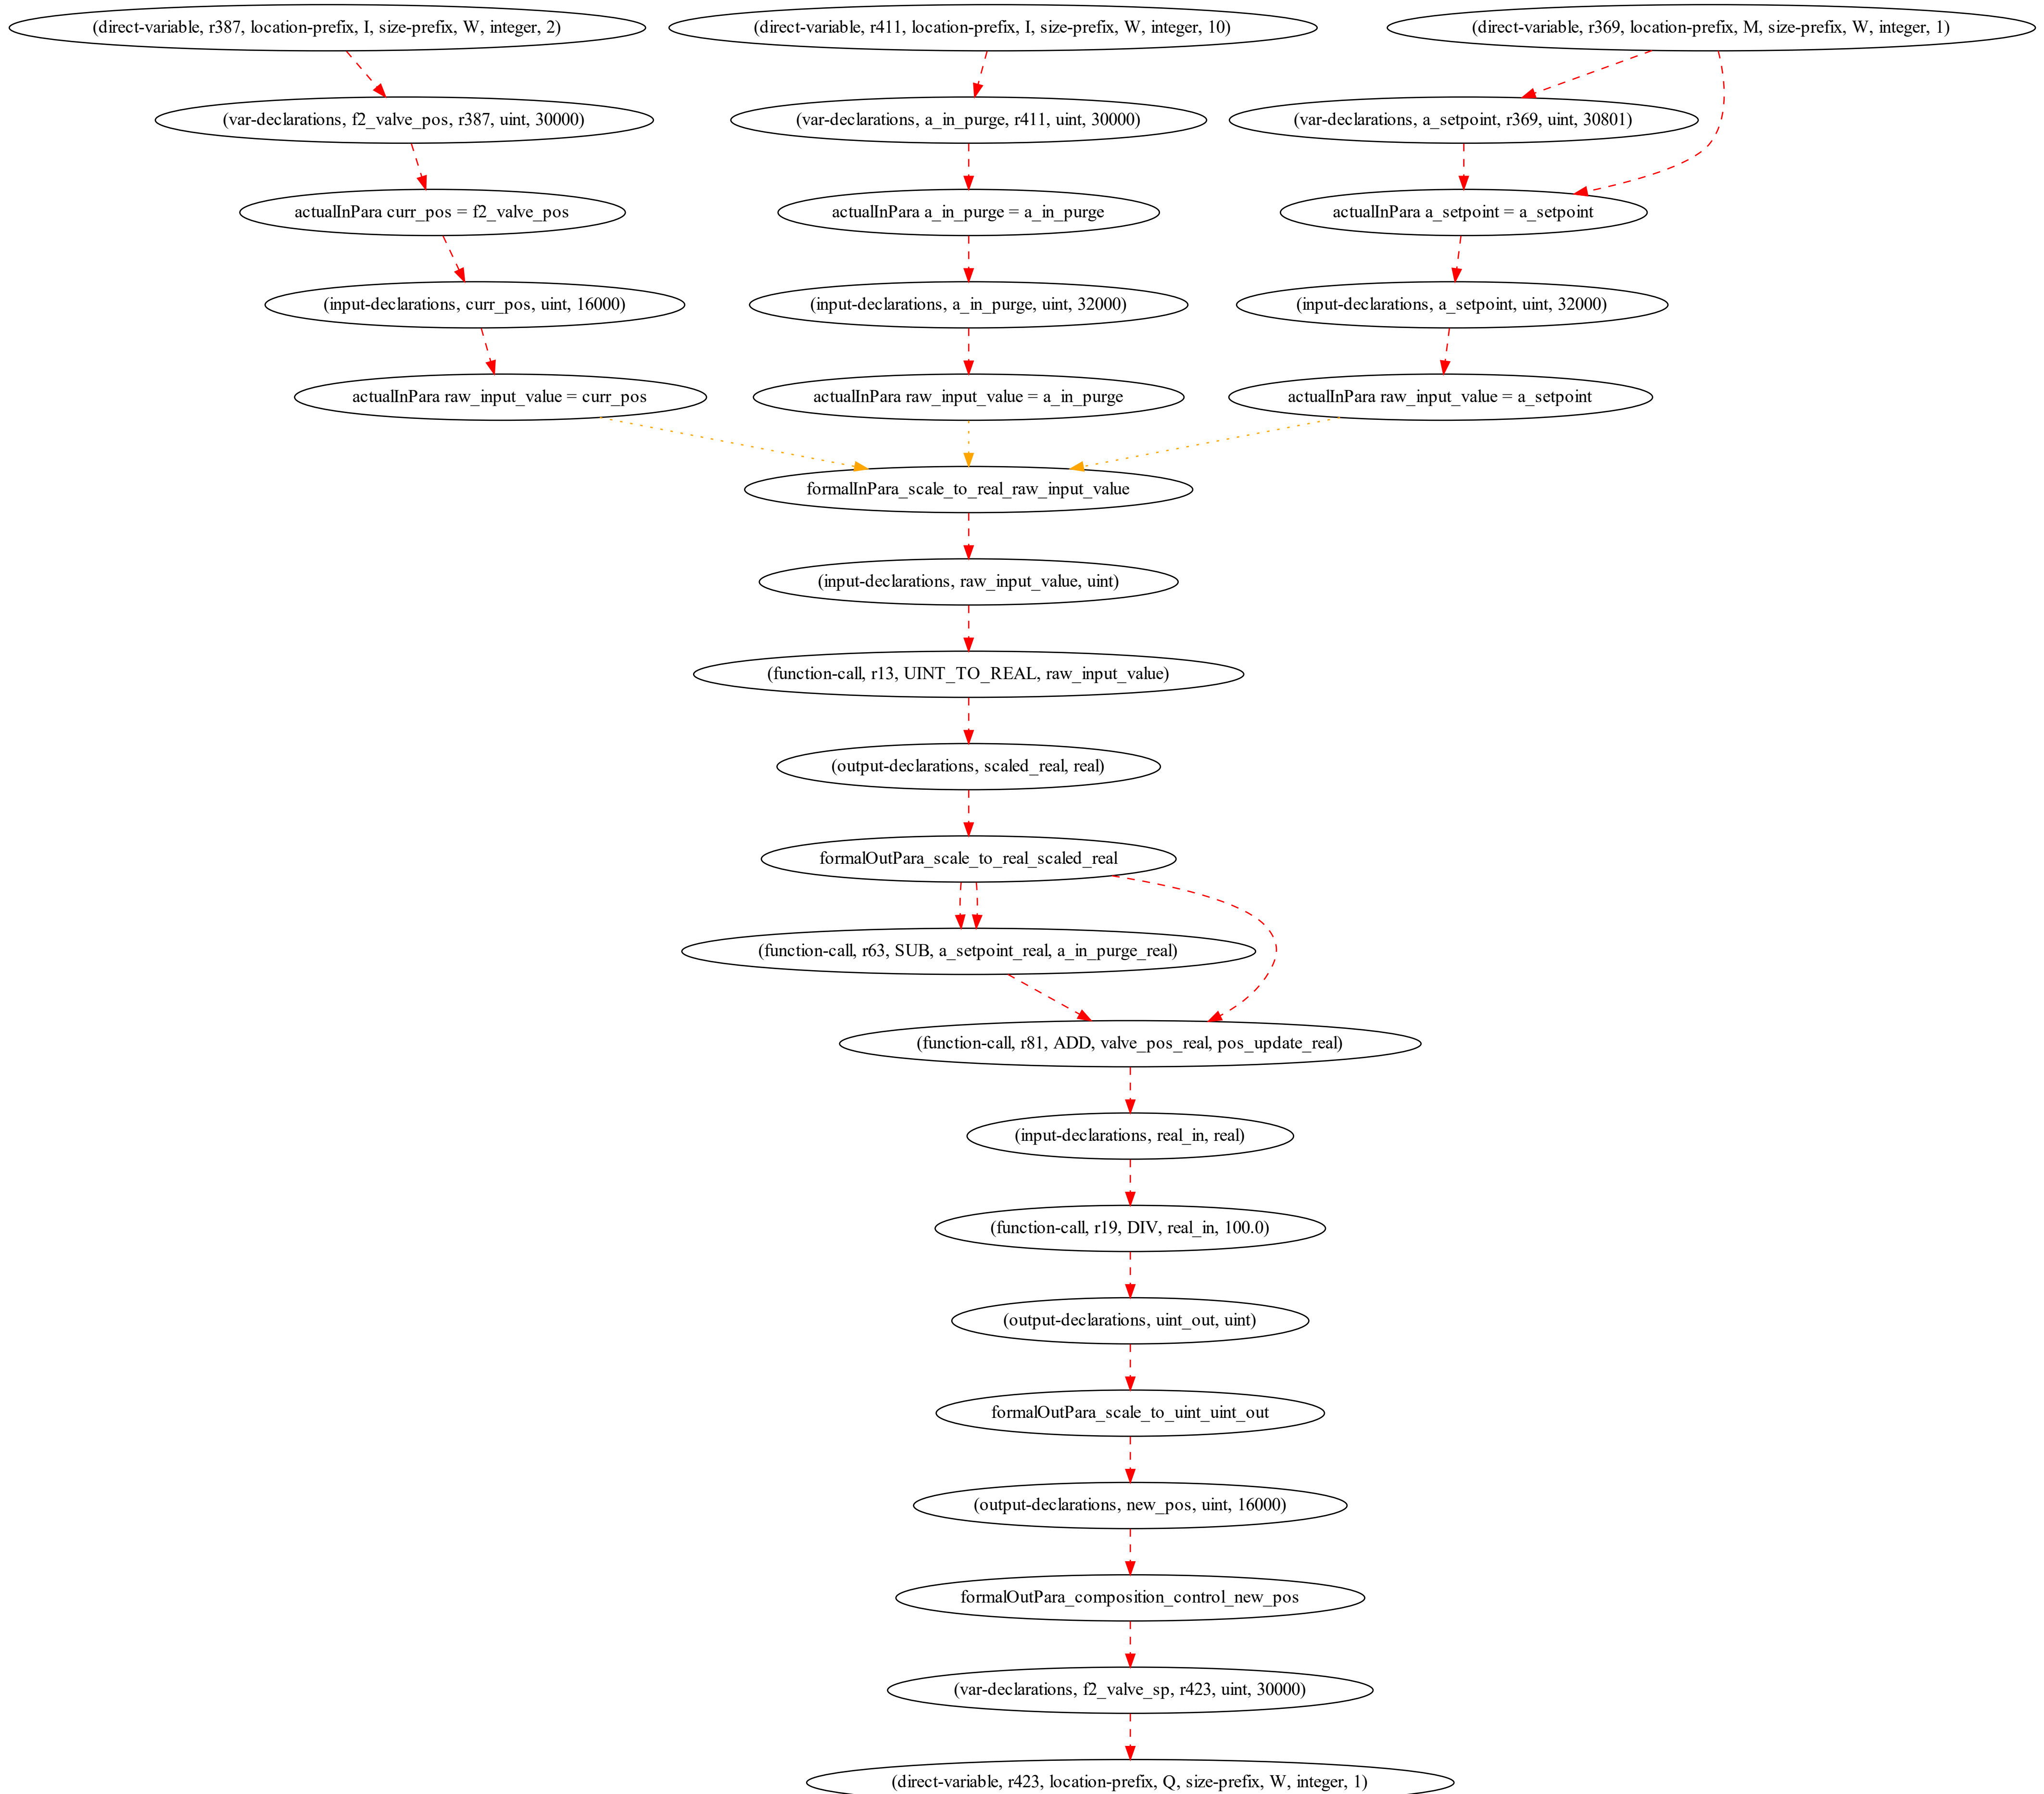 (direct-variable, r387, location-prefix, I, size-prefix, W, integer, 2)
(direct-variable, r411, location-prefix, I, size-prefix, W, integer, 10)
(direct-variable, r369, location-prefix, M, size-prefix, W, integer, 1)
(var-declarations, f2_valve_pos, r387, uint, 30000)
(var-declarations, a_in_purge, r411, uint, 30000)
(var-declarations, a_setpoint, r369, uint, 30801)
actualInPara curr_pos = f2_valve_pos
actualInPara a_in_purge = a_in_purge
actualInPara a_setpoint = a_setpoint
(input-declarations, curr_pos, uint, 16000)
(input-declarations, a_in_purge, uint, 32000)
(input-declarations, a_setpoint, uint, 32000)
actualInPara raw_input_value = curr_pos
actualInPara raw_input_value = a_in_purge
actualInPara raw_input_value = a_setpoint
formalInPara_scale_to_real_raw_input_value
(input-declarations, raw_input_value, uint)
(function-call, r13, UINT_TO_REAL, raw_input_value)
(output-declarations, scaled_real, real)
formalOutPara_scale_to_real_scaled_real
(function-call, r63, SUB, a_setpoint_real, a_in_purge_real)
(function-call, r81, ADD, valve_pos_real, pos_update_real)
(input-declarations, real_in, real)
(function-call, r19, DIV, real_in, 100.0)
(output-declarations, uint_out, uint)
formalOutPara_scale_to_uint_uint_out
(output-declarations, new_pos, uint, 16000)
formalOutPara_composition_control_new_pos
(var-declarations, f2_valve_sp, r423, uint, 30000)
(direct-variable, r423, location-prefix, Q, size-prefix, W, integer, 1)